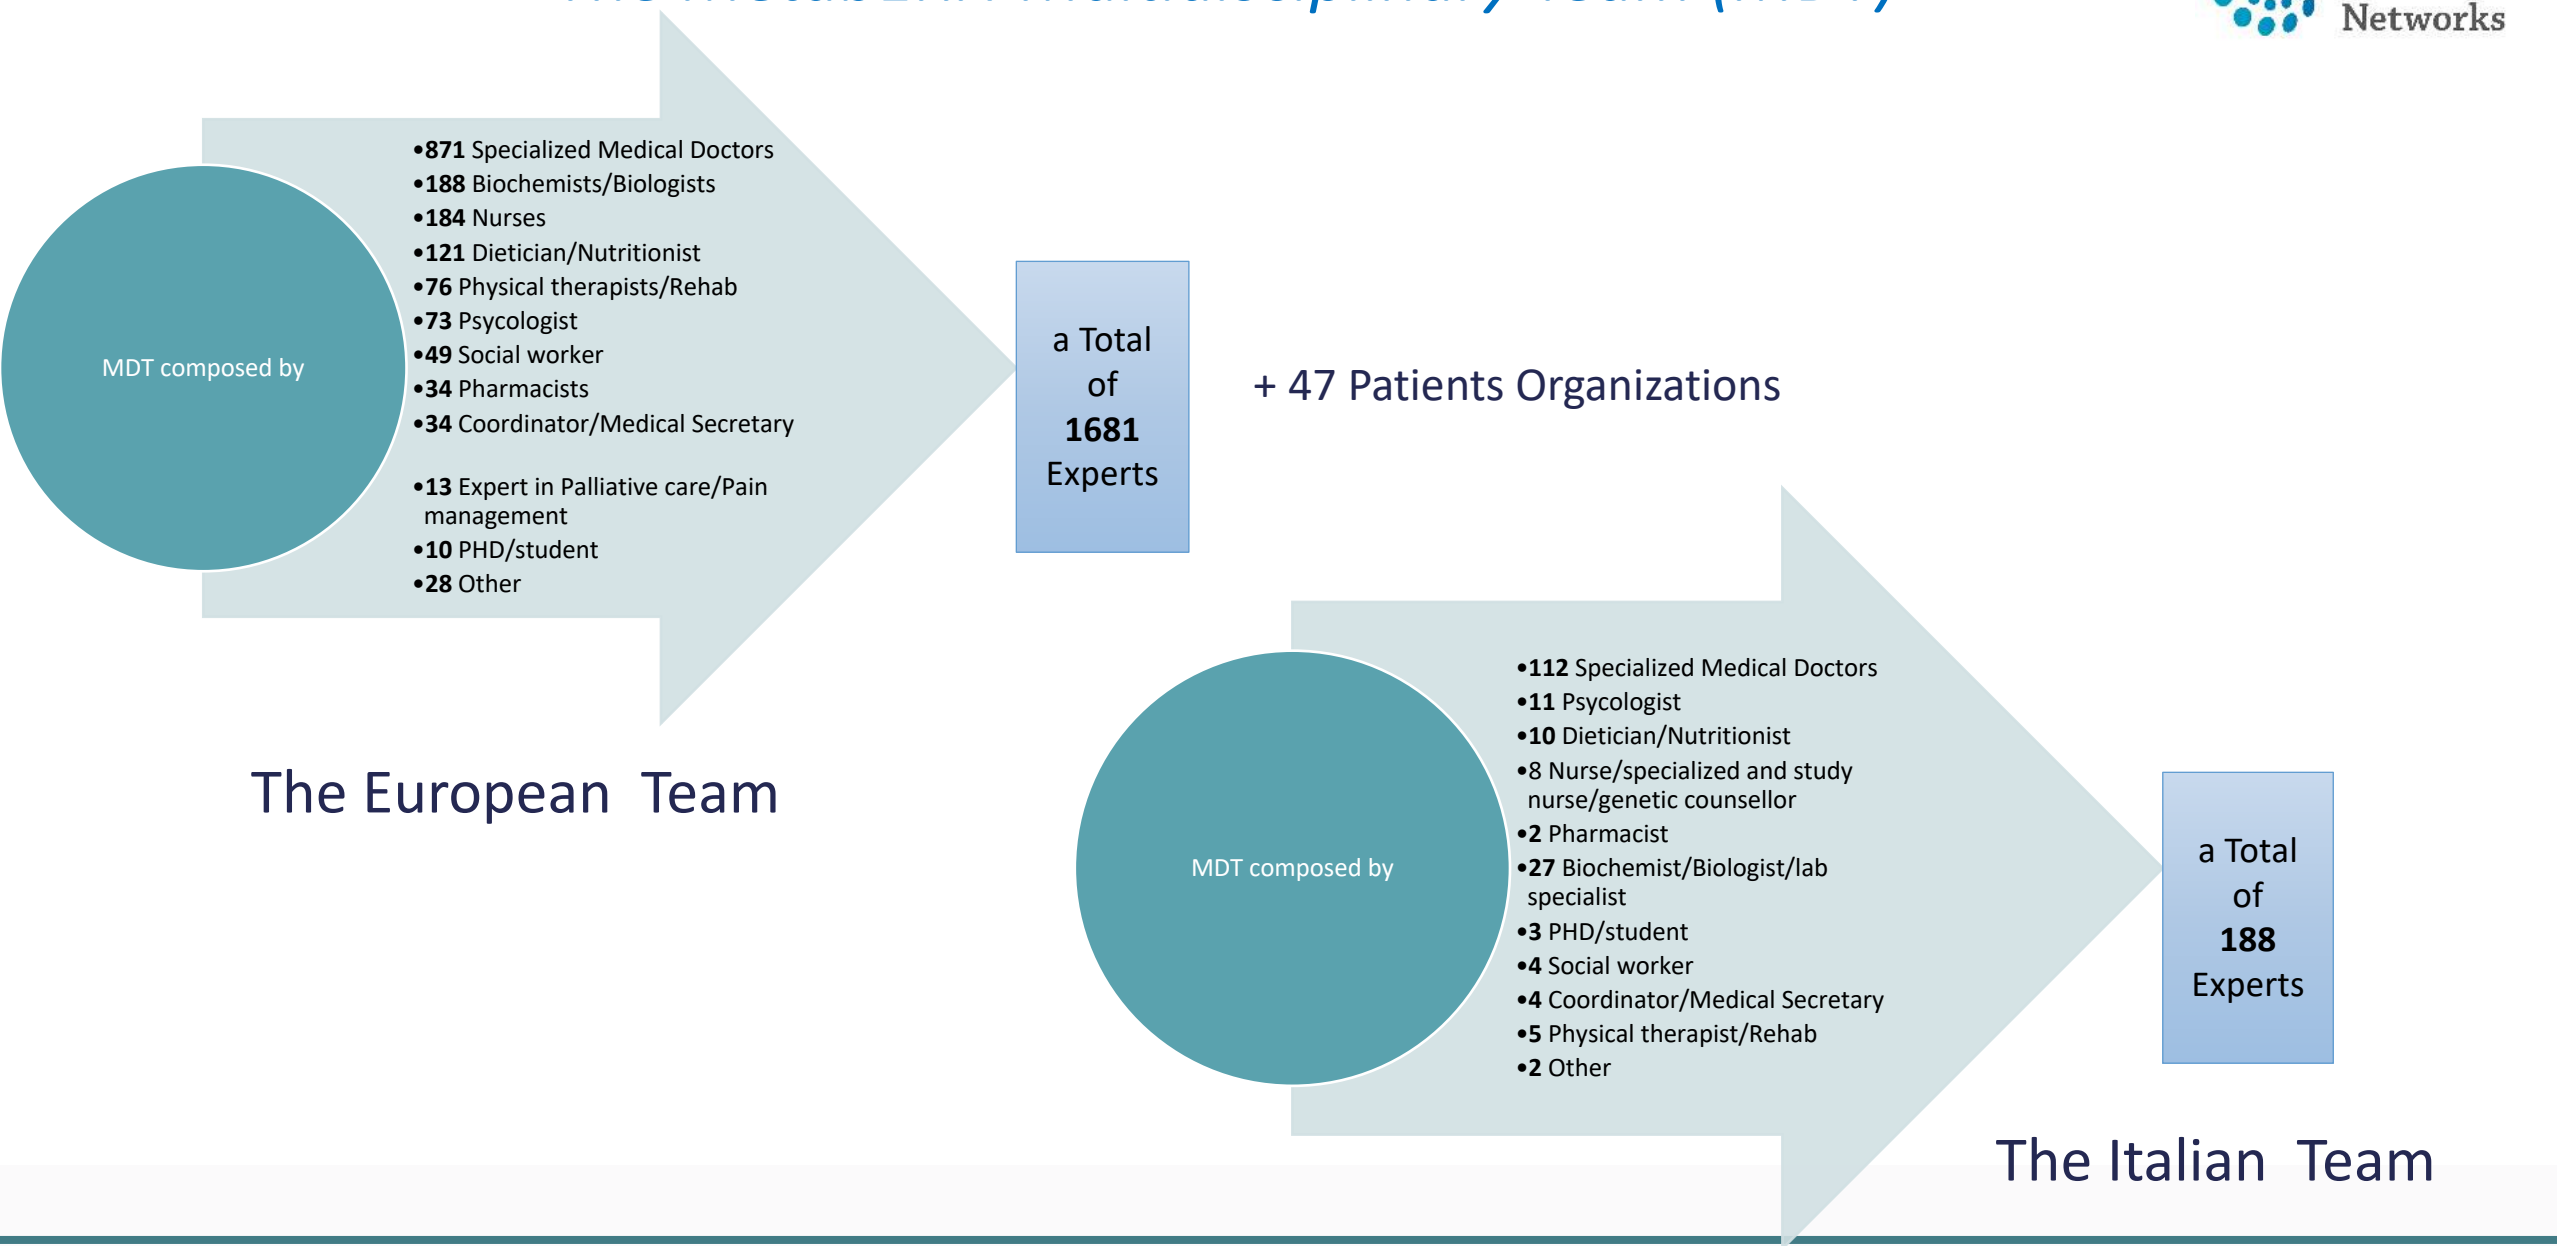 The MetabERN Multidisciplinary Team (MDT)
Networks
•871 Specialized Medical Doctors
•188 Biochemists/Biologists
•184 Nurses
•121 Dietician/Nutritionist
•76 Physical therapists/Rehab
•73 Psycologist
•49 Social worker
•34 Pharmacists
•34 Coordinator/Medical Secretary
•13 Expert in Palliative care/Pain
management
•10 PHD/student
•28 Other
MDT composed by
a Total
of
1681
Experts
+ 47 Patients Organizations
The European Team
MDT composed by
•112 Specialized Medical Doctors
•11 Psycologist
•10 Dietician/Nutritionist
•8 Nurse/specialized and study
nurse/genetic counsellor
•2 Pharmacist
•27 Biochemist/Biologist/lab
specialist
•3 PHD/student
•4 Social worker
•4 Coordinator/Medical Secretary
•5 Physical therapist/Rehab
•2 Other
a Total
of
188
Experts
The Italian Team